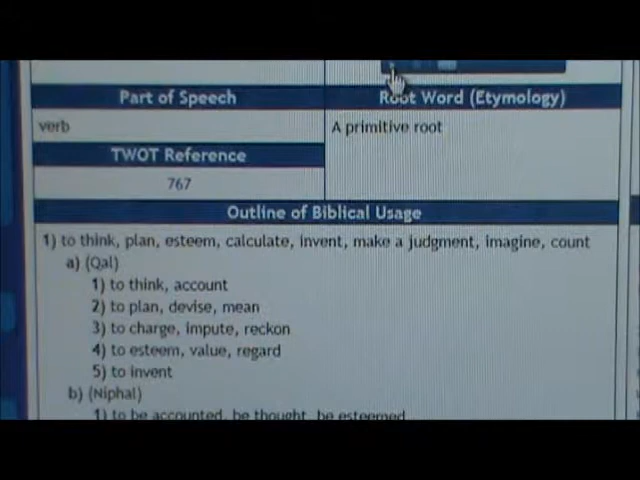 Part of Speech
Root Word (Etymology)
verb
A primitive root
TWOT Reference
767
Outline of Biblical Usage
1) to think, plan, esteem, calculate, invent, make a judgment, imagine, count
a) (Qal)
1) to think, account
2) to plan, devise, mean
3) to charge, impute, reckon
4) to esteem, value, regard
5) to invent
b) (Niphal)
1) to be accounted, be thought, be esteemed